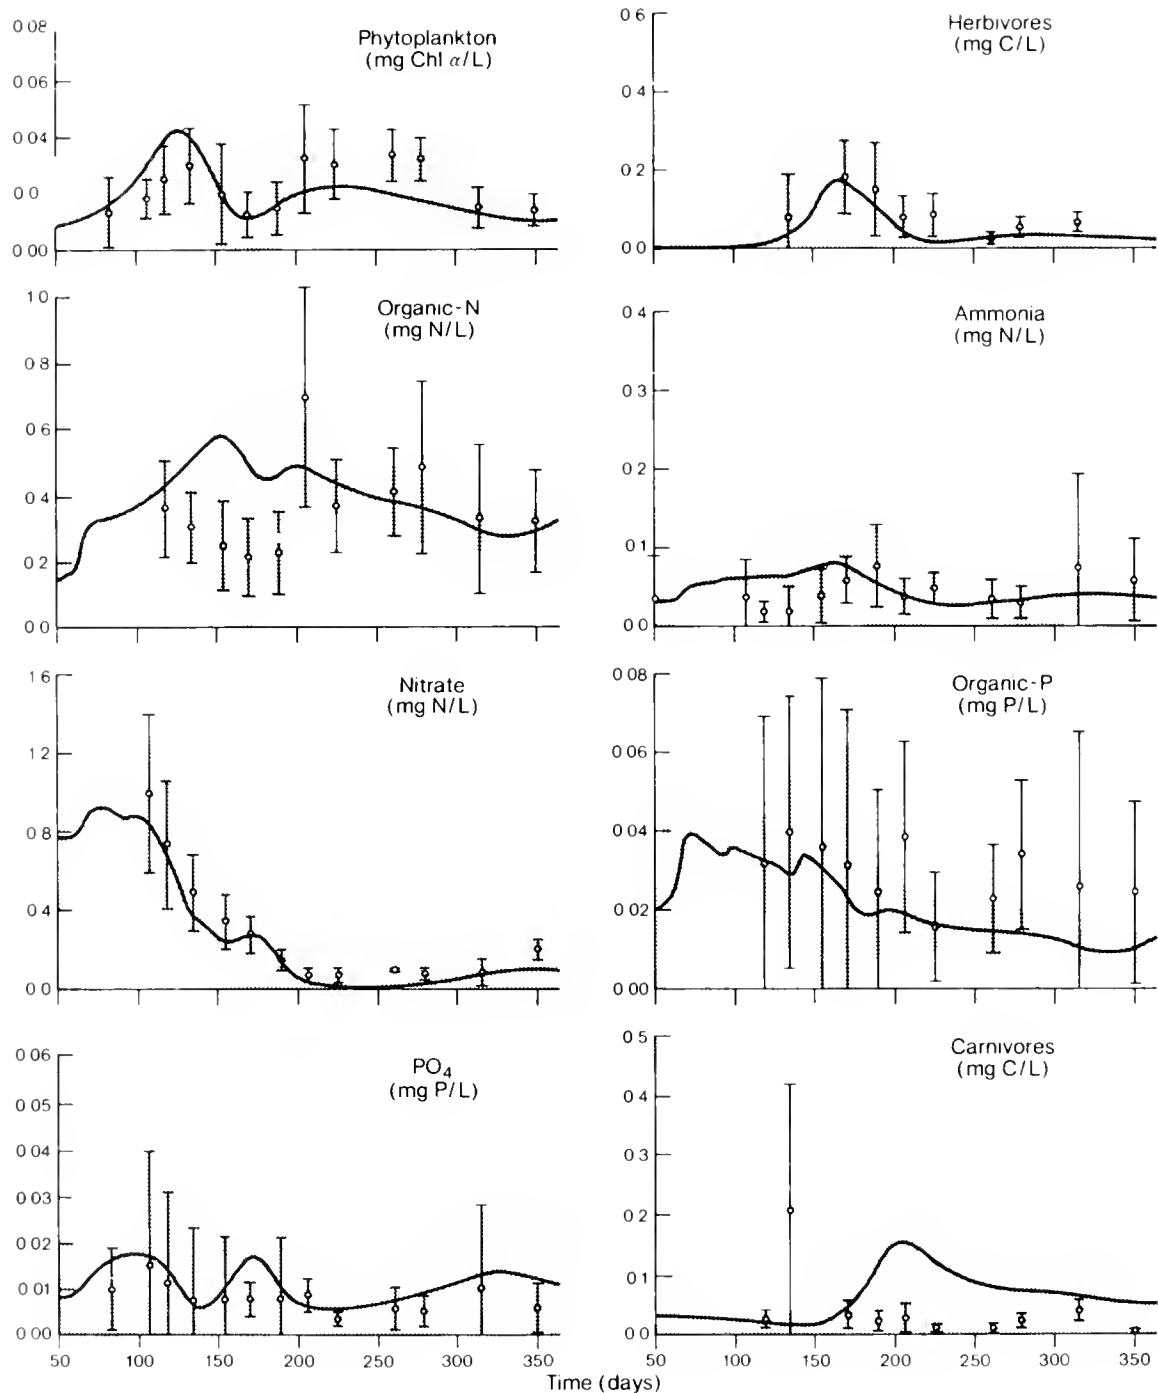 Phytoplankton
(mg Chl α/L)
0 08
0 06
0 04
0 0
0 00
Herbivores
(mg C/L)
0 6
0 4
0 2
0 0
Organic-N
(mg N/L)
1 0
0 8
0 6
0 4
0 2
0 0
Ammonia
(mg N/L)
0 4
0 3
0 2
0 1
0 0
Nitrate
(mg N/L)
1 6
1 2
0 8
0 4
0 0
Organic-P
(mg P/L)
0 08
0 06
0 04
0 02
0 00
PO4
(mg P/L)
0 06
0 05
0 04
0 03
0 02
0 01
0 00
50 100 150 200 250 300 350
Carnivores
(mg C/L)
0 5
0 4
0 3
0 2
0 1
0 0
50 100 150 200 250 300 350
Time (days)